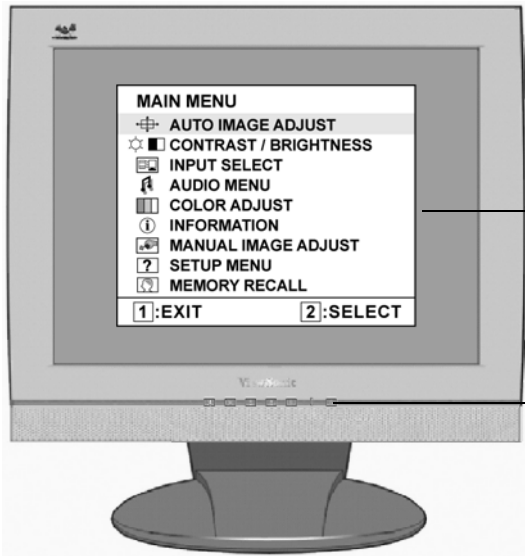 MAIN MENU
AUTO IMAGE ADJUST
CONTRAST / BRIGHTNESS
INPUT SELECT
AUDIO MENU
COLOR ADJUST
INFORMATION
MANUAL IMAGE ADJUST
? SETUP MENU
MEMORY RECALL
1 :EXIT 2 :SELECT
ViewSonic